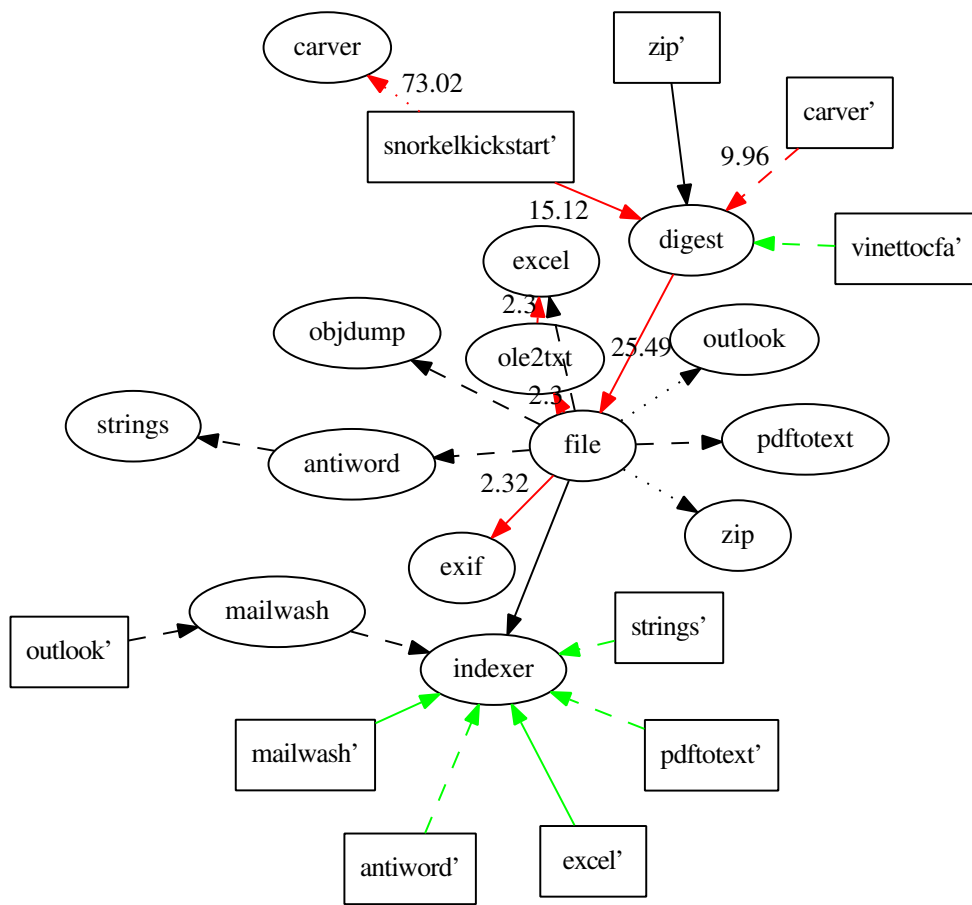 carver
zip’
73.02
carver’
snorkelkickstart’
9.96
15.12
digest
vinettocfa’
excel
2.3
objdump
outlook
25.49
ole2txt
2.3
strings
file
pdftotext
antiword
2.32
zip
exif
mailwash
strings’
outlook’
indexer
mailwash’
pdftotext’
antiword’
excel’